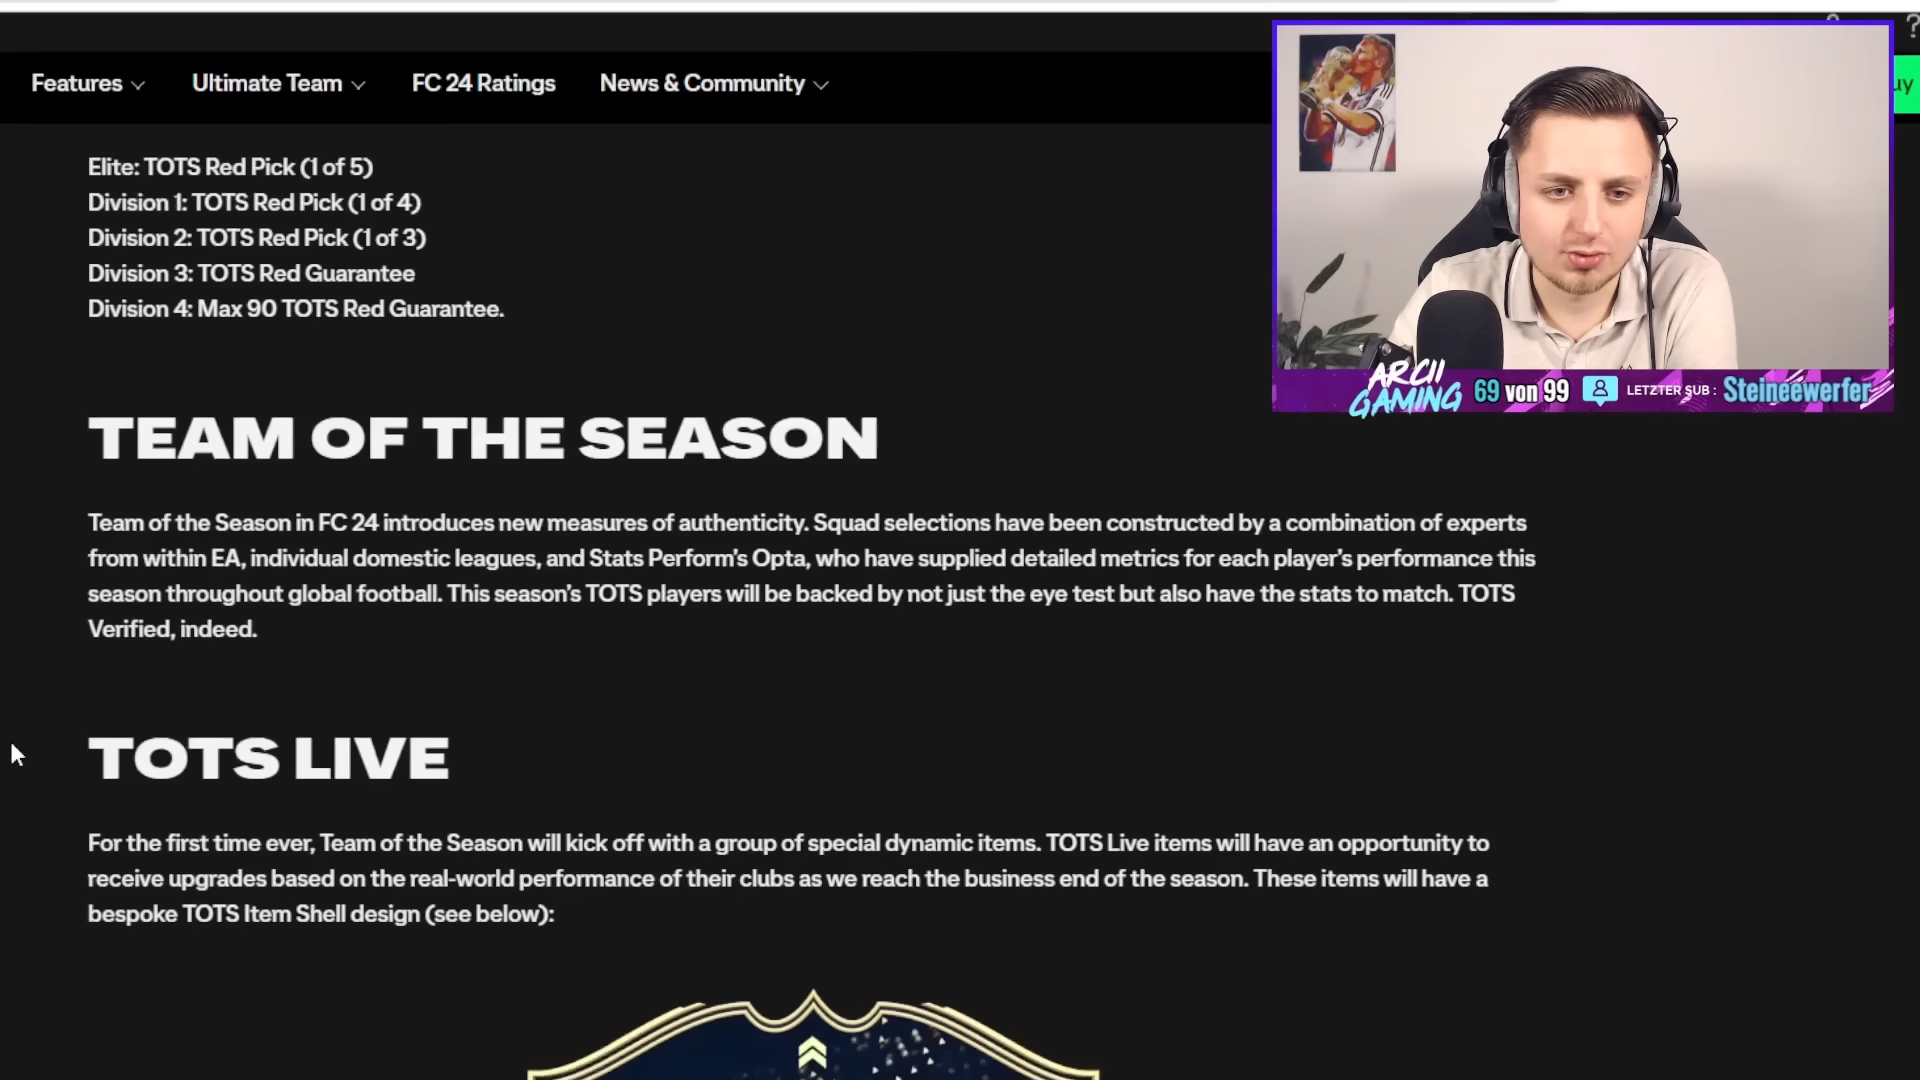 Features
Ultimate Team
FC 24 Ratings
News & Community
Elite: TOTS Red Pick (1 of 5)
Division 1: TOTS Red Pick (1 of 4)
Division 2: TOTS Red Pick (1 of 3)
Division 3: TOTS Red Guarantee
Division 4: Max 90 TOTS Red Guarantee.
ARCII
GAMING
69 von 99
LETZTER SUB :
Steineewerfer
TEAM OF THE SEASON
Team of the Season in FC 24 introduces new measures of authenticity. Squad selections have been constructed by a combination of experts
from within EA, individual domestic leagues, and Stats Perform's Opta, who have supplied detailed metrics for each player's performance this
season throughout global football. This season's TOTS players will be backed by not just the eye test but also have the stats to match. TOTS
Verified, indeed.
TOTS LIVE
For the first time ever, Team of the Season will kick off with a group of special dynamic items. TOTS Live items will have an opportunity to
receive upgrades based on the real-world performance of their clubs as we reach the business end of the season. These items will have a
bespoke TOTS Item Shell design (see below):